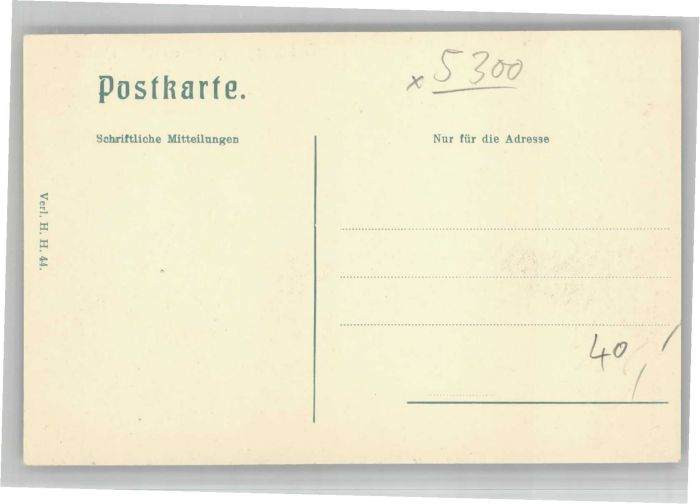 x 5300
Postkarte.
Schriftliche Mitteilungen
Nur für die Adresse
Verl. H. H. 44.
40,-